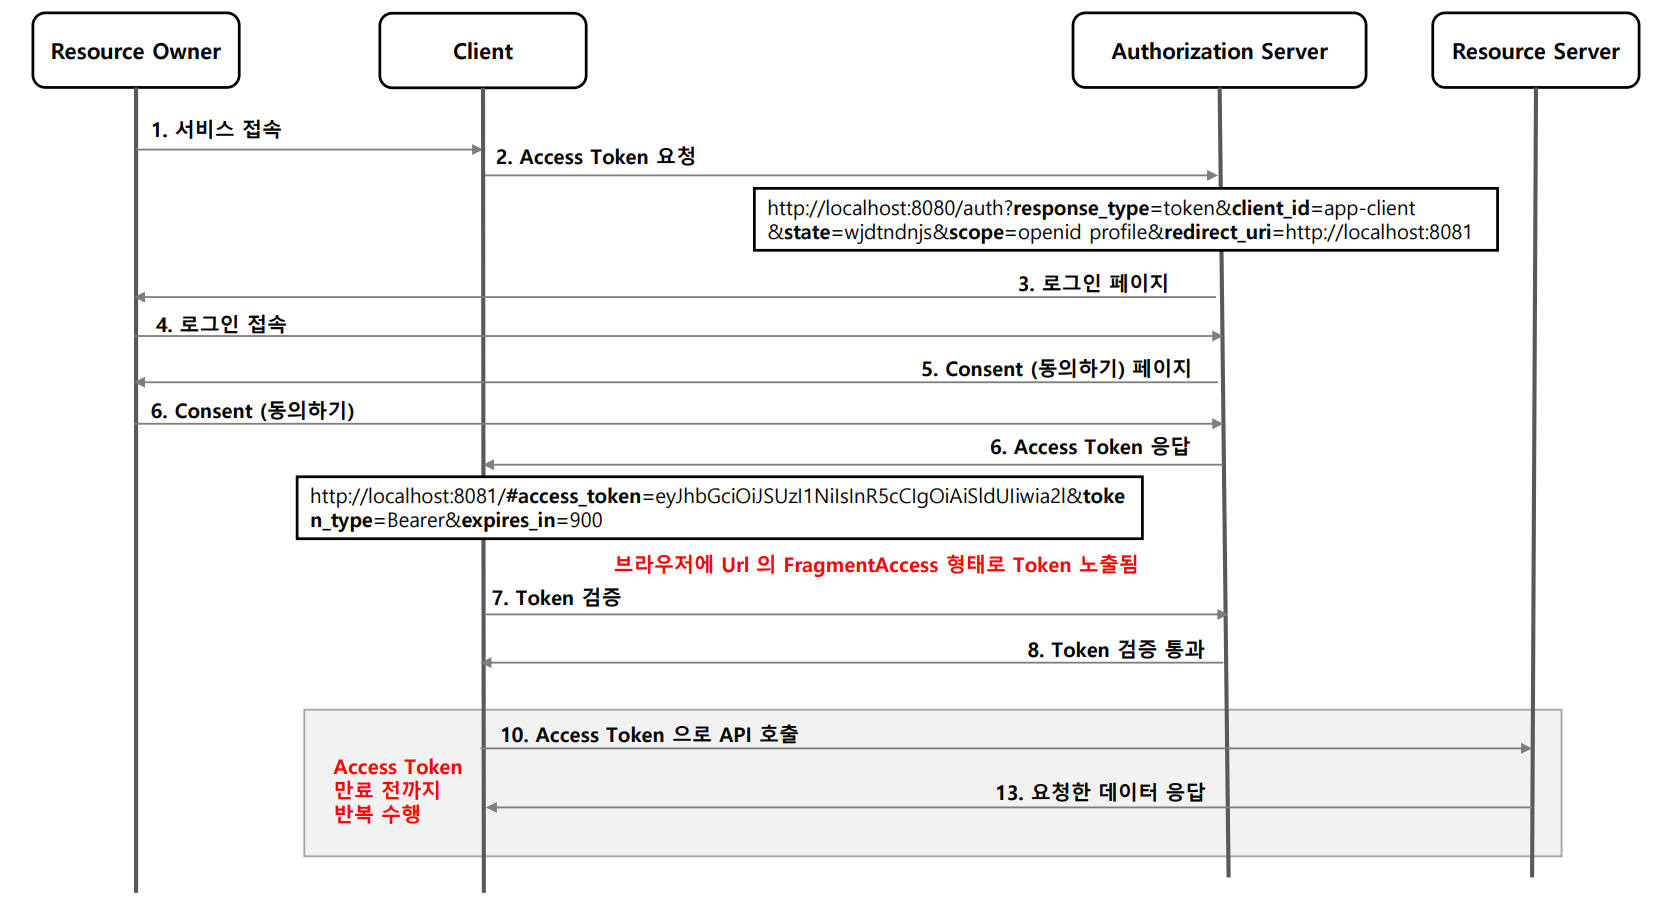 Resource Owner
Client
Authorization Server
Resource Server
1. 서비스 접속
2. Access Token 요청
http://localhost:8080/auth?response_type=token&client_id=app-client
&state=wjdtndnjs&scope=openid profile&redirect_uri=http://localhost:8081
3. 로그인 페이지
4. 로그인 접속
5. Consent (동의하기) 페이지
6. Consent (동의하기)
6. Access Token 응답
http://localhost:8081/#access_token=eyJhbGciOiJSUzI1NiIsInR5cCIgOiAiSldUIiwia2l&toke
n_type=Bearer&expires_in=900
브라우저에 Url 의 FragmentAccess 형태로 Token 노출됨
7. Token 검증
8. Token 검증 통과
10. Access Token 으로 API 호출
Access Token
만료 전까지
반복 수행
13. 요청한 데이터 응답